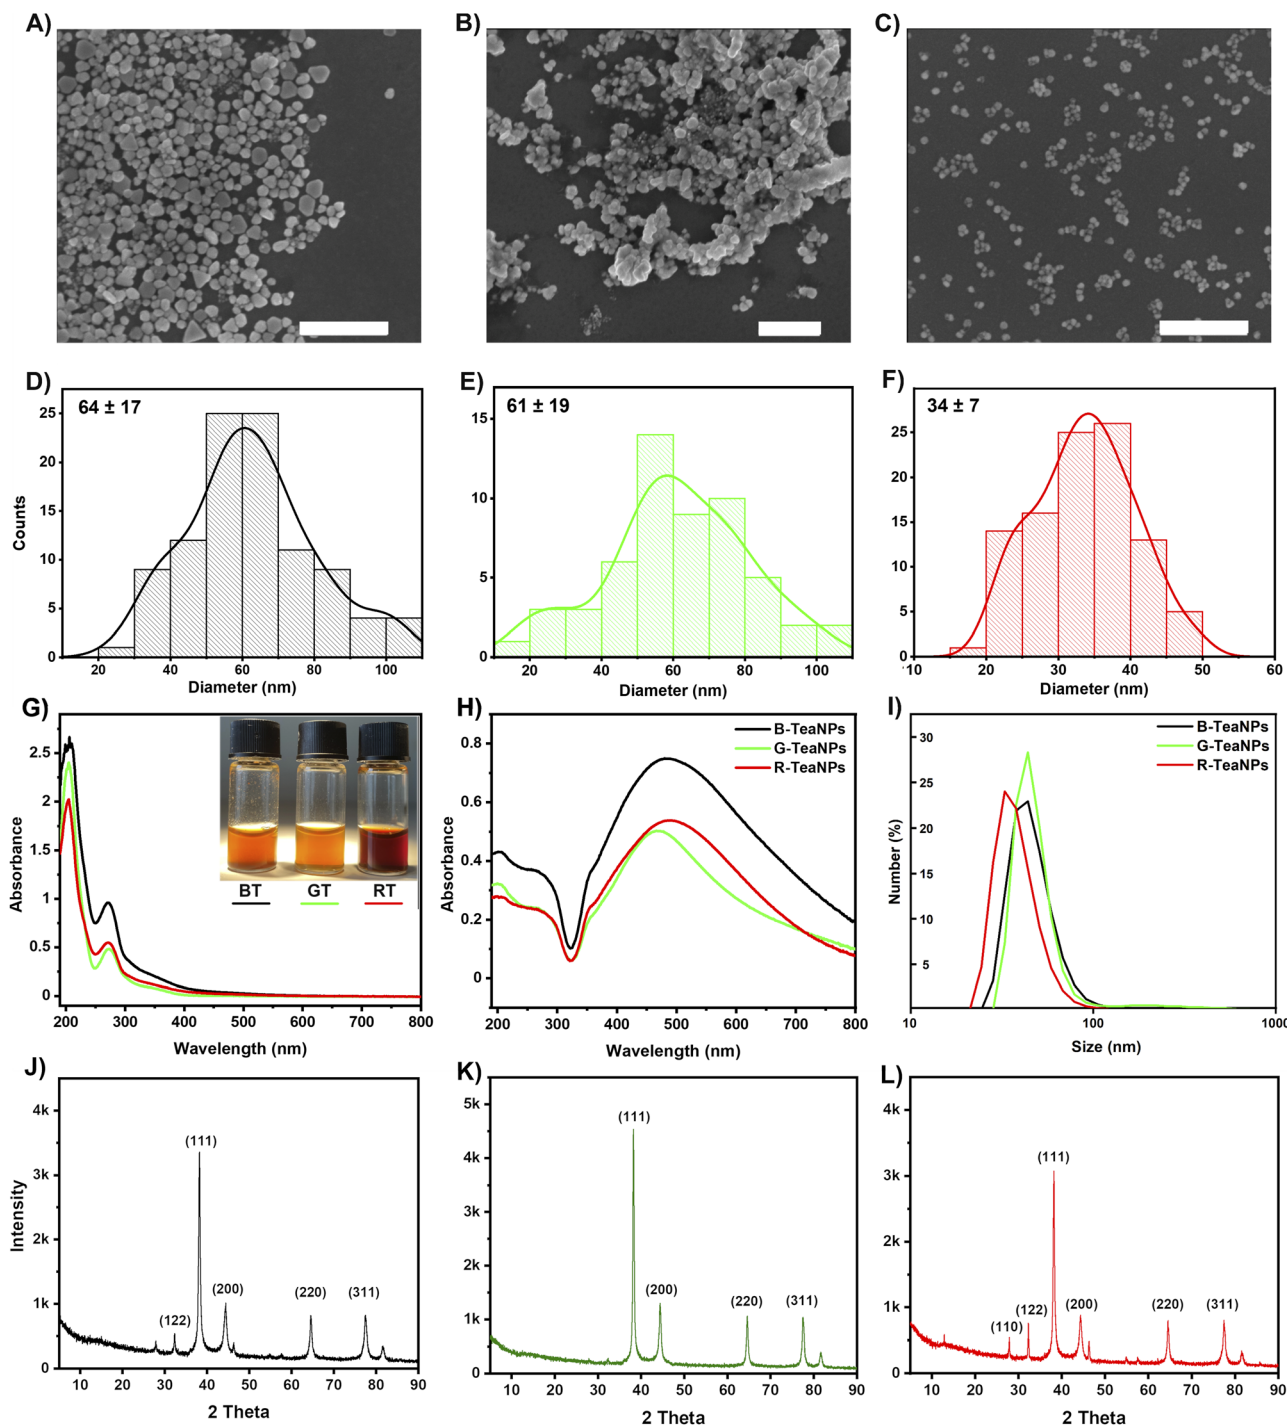 A)
B)
C)
D)
64 ± 17
25
20
15
10
5
0
Counts
20
40
60
80
100
Diameter (nm)
E)
61 ± 19
15
10
5
0
20
40
60
80
100
Diameter (nm)
F)
34 ± 7
25
20
15
10
5
0
10
20
30
40
50
60
Diameter (nm)
G)
2.5
2
1.5
1
0.5
0
Absorbance
BT
GT
RT
200
300
400
500
600
700
800
Wavelength (nm)
H)
B-TeaNPs
G-TeaNPs
R-TeaNPs
0.8
0.6
0.4
0.2
0
Absorbance
200
300
400
500
600
700
800
Wavelength (nm)
I)
B-TeaNPs
G-TeaNPs
R-TeaNPs
30
25
20
15
10
5
Number (%)
10
100
1000
Size (nm)
J)
4k
3k
2k
1k
0
Intensity
(122)
(111)
(200)
(220)
(311)
10
20
30
40
50
60
70
80
90
2 Theta
K)
5k
4k
3k
2k
1k
0
(111)
(200)
(220)
(311)
10
20
30
40
50
60
70
80
90
2 Theta
L)
4k
3k
2k
1k
0
(110)
(122)
(111)
(200)
(220)
(311)
10
20
30
40
50
60
70
80
90
2 Theta